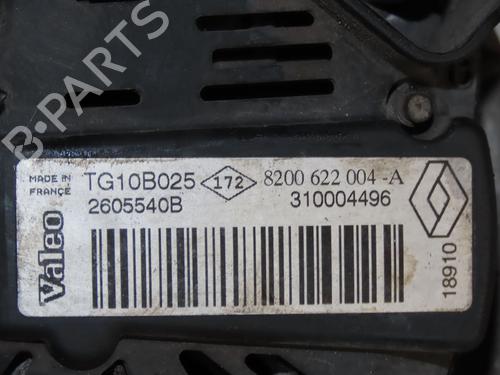 B-PARTS
MADE IN
FRANCE
TG10B025 172 8200 622 004 -A
2605540B 310004496
Valeo
18910